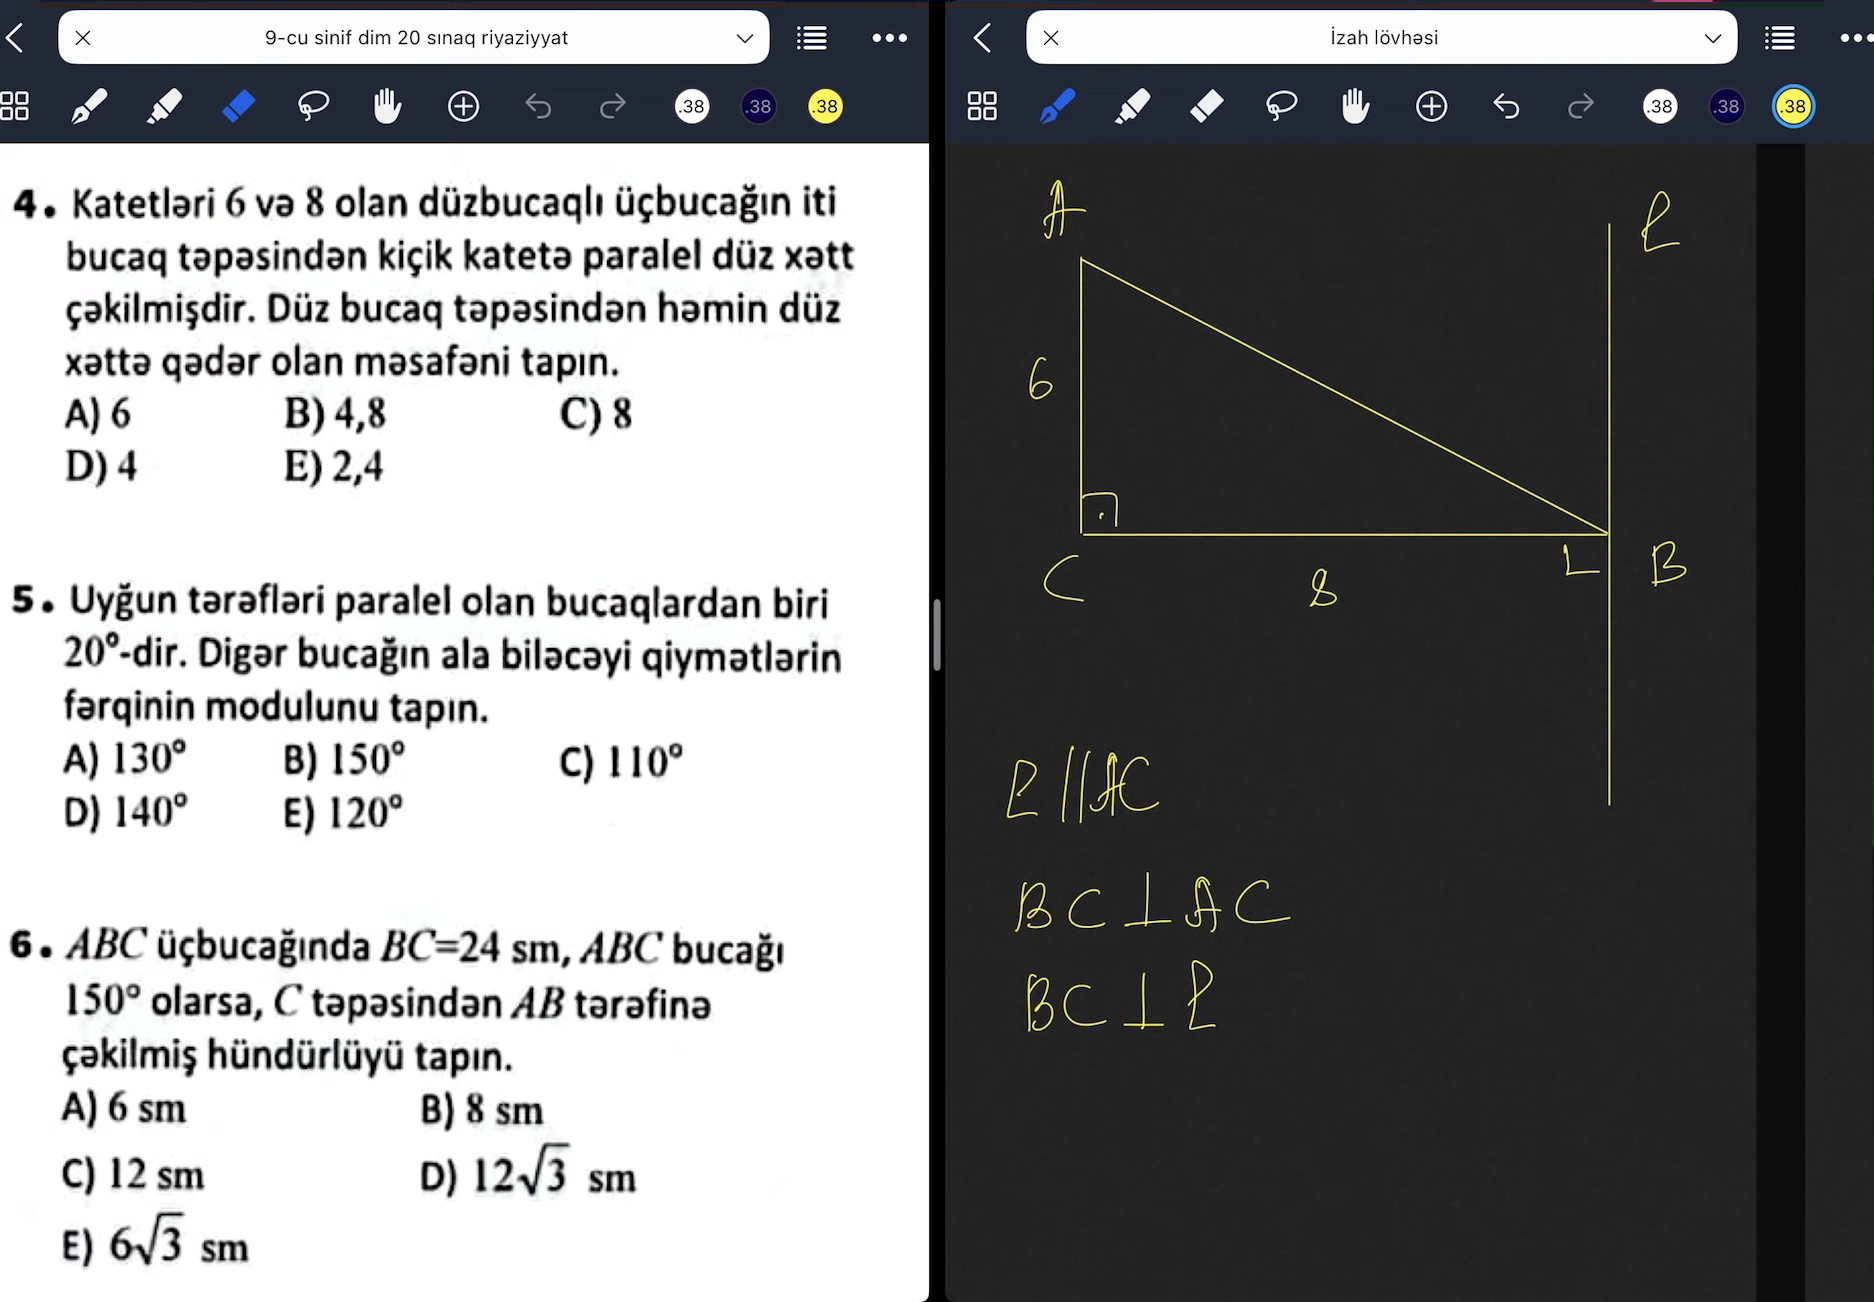 9-cu sinif dim 20 sınaq riyaziyyat
.38 .38 .38
4. Katetləri 6 və 8 olan düzbucaqlı üçbucağın iti
bucaq təpəsindən kiçik katetə paralel düz xətt
çəkilmişdir. Düz bucaq təpəsindən həmin düz
xəttə qədər olan məsafəni tapın.
A) 6 B) 4,8 C) 8
D) 4 E) 2,4
5. Uyğun tərəfləri paralel olan bucaqlardan biri
20°-dir. Digər bucağın ala biləcəyi qiymətlərin
fərqinin modulunu tapın.
A) 130° B) 150° C) 110°
D) 140° E) 120°
6. ABC üçbucağında BC=24 sm, ABC bucağı
150° olarsa, C təpəsindən AB tərəfinə
çəkilmiş hündürlüyü tapın.
A) 6 sm B) 8 sm
C) 12 sm D) 12√3 sm
E) 6√3 sm
İzah lövhəsi
.38 .38 .38
A
ℓ
6
C
8
B
ℓ || AC
BC ⊥ AC
BC ⊥ ℓ